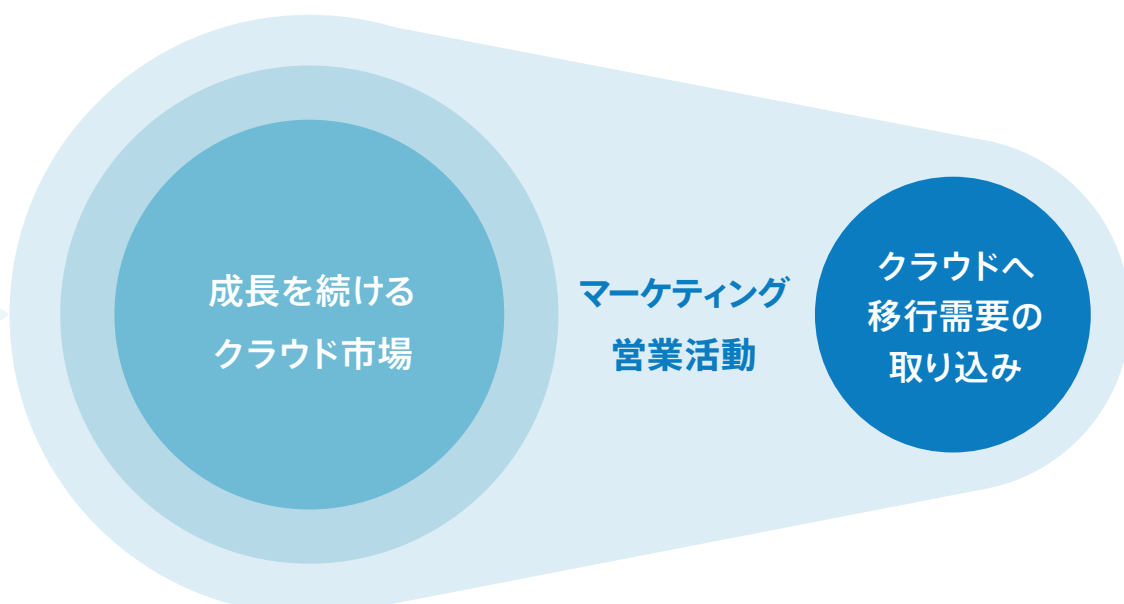 成長を続ける
クラウド市場
マーケティング
営業活動
クラウドへ
移行需要の
取り込み